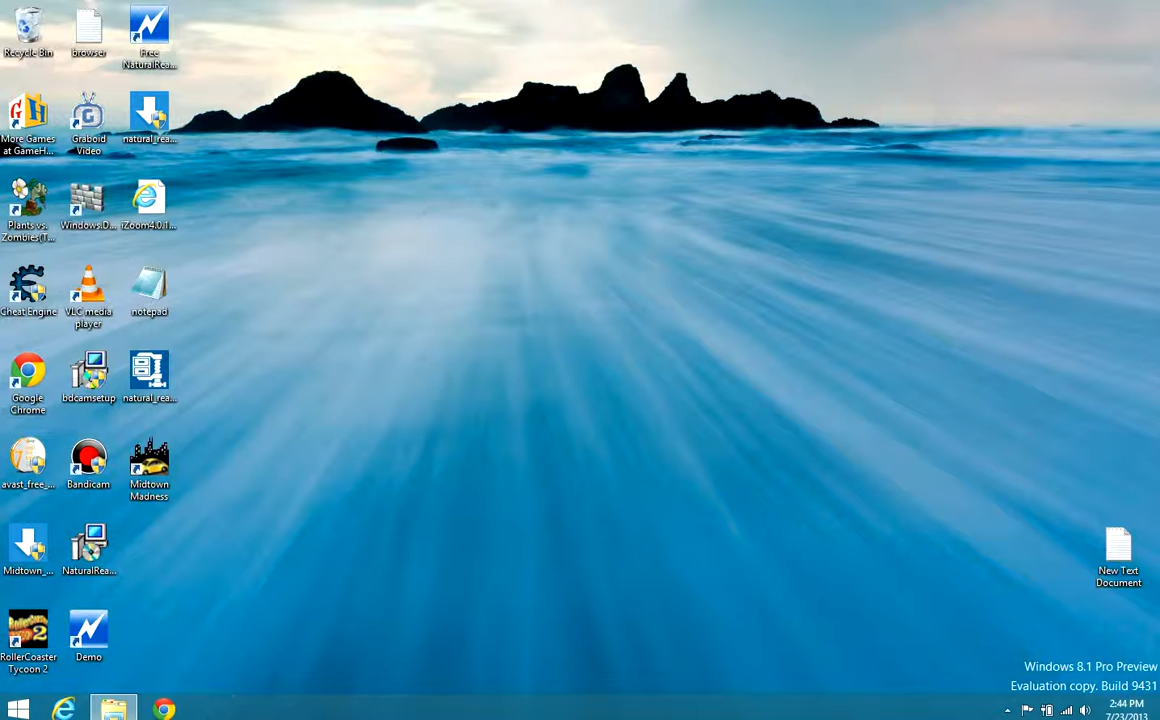 Recycle Bin
browser
Free
NaturalRea...
More Games
at GameH...
Graboid
Video
natural_rea...
Plants vs.
Zombies(T...
Windows.D...
iZoom4.0.1...
Cheat Engine
VLC media
player
notepad
Google
Chrome
bdcamsetup
natural_rea...
avast_free_...
Bandicam
Midtown
Madness
Midtown_...
NaturalRea...
RollerCoaster
Tycoon 2
Demo
New Text
Document
Windows 8.1 Pro Preview
Evaluation copy. Build 9431
2:44 PM
7/23/2013